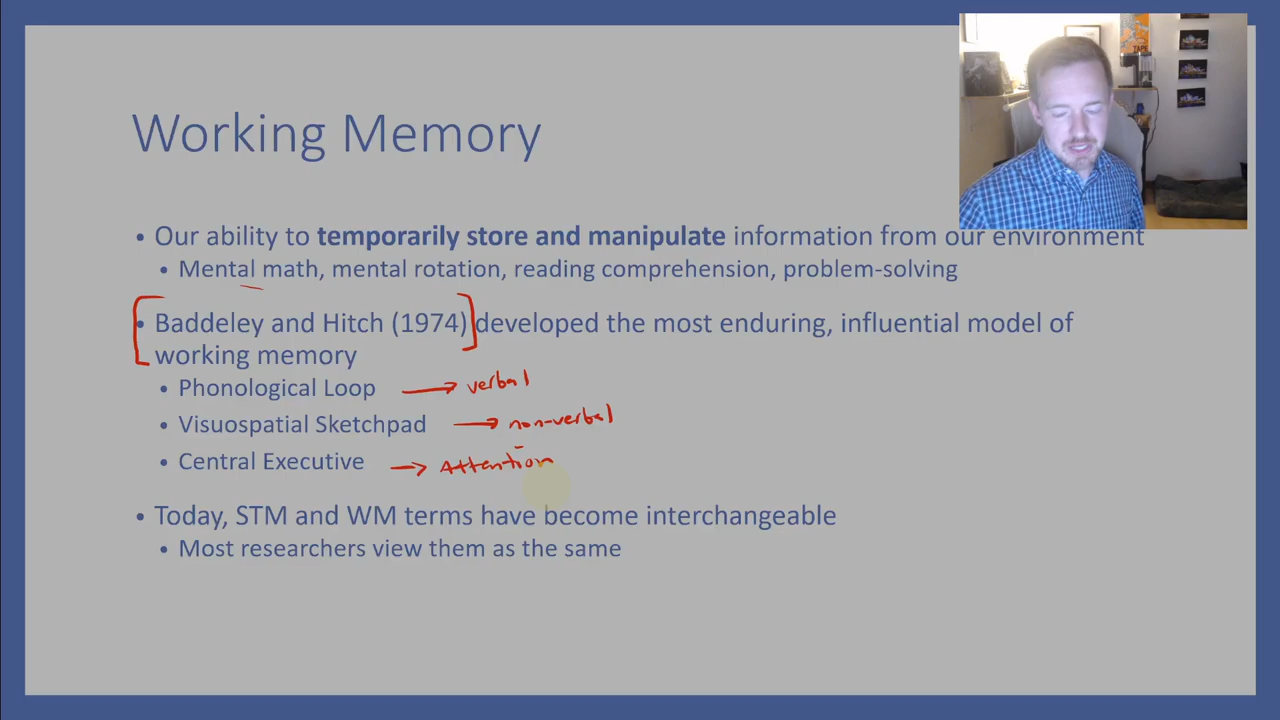 Working Memory
• Our ability to temporarily store and manipulate information from our environment
• Mental math, mental rotation, reading comprehension, problem-solving
• Baddeley and Hitch (1974) developed the most enduring, influential model of
working memory
• Phonological Loop → verbal
• Visuospatial Sketchpad → non-verbal
• Central Executive → Attention
• Today, STM and WM terms have become interchangeable
• Most researchers view them as the same
TAPE